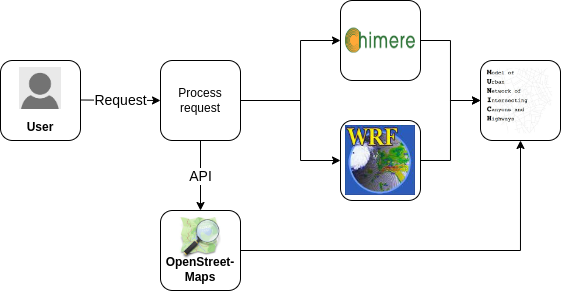 User
Request
Process
request
Chimere
WRF
Model of
Urban
Network of
Intersecting
Canyons and
Highways
API
OpenStreet-
Maps